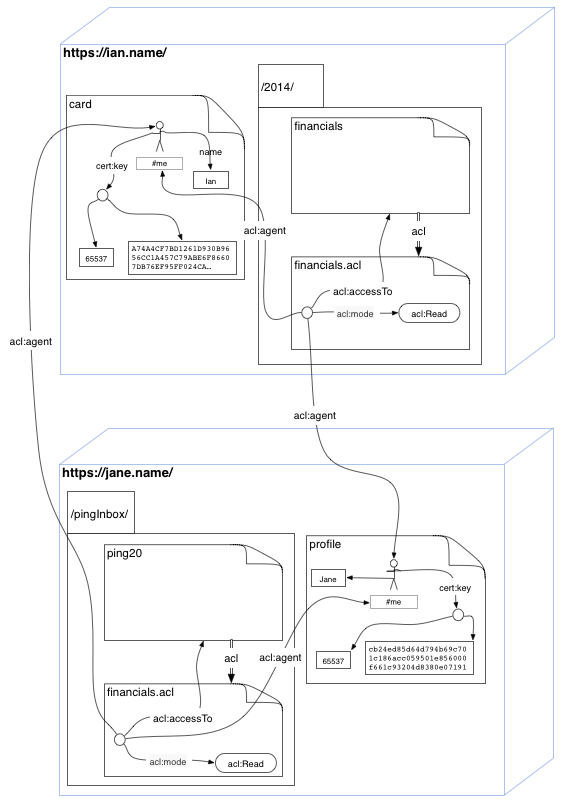 https://ian.name/
/2014/
card
financials
name
cert:key
#me
Ian
acl:agent
acl
65537
A74A4CF7BD1261D930B96
56CC1A457C79ABE6F8660
7DB76EF95FF024CA…
financials.acl
acl:accessTo
acl:mode
acl:Read
acl:agent
acl:agent
https://jane.name/
/pingInbox/
ping20
profile
Jane
cert:key
#me
acl
acl:agent
65537
cb24ed85d64d794b69c70
1c186acc059501e856000
f661c93204d8380e07191
financials.acl
acl:accessTo
acl:mode
acl:Read